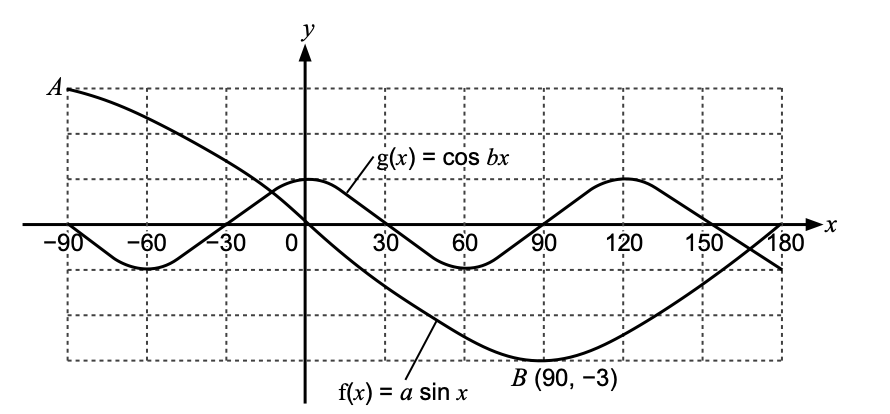 y
A
g(x) = cos bx
x
−90 −60 −30 0 30 60 90 120 150 180
B (90, −3)
f(x) = a sin x